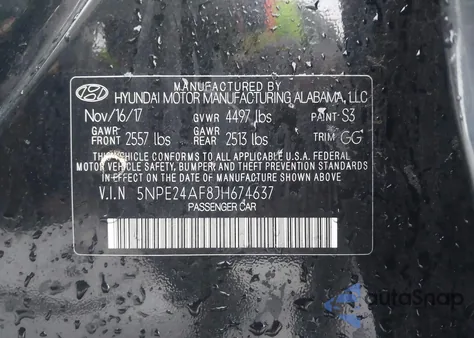 MANUFACTURED BY
HYUNDAI MOTOR MANUFACTURING ALABAMA, LLC
Nov/16/17 GVWR 4497 lbs PAINT S3
GAWR FRONT 2557 lbs GAWR REAR 2513 lbs TRIM GG
THIS VEHICLE CONFORMS TO ALL APPLICABLE U.S.A. FEDERAL
MOTOR VEHICLE SAFETY, BUMPER, AND THEFT PREVENTION STANDARDS
IN EFFECT ON THE DATE OF MANUFACTURE SHOWN ABOVE.
V.I.N 5NPE24AF8JH674637
PASSENGER CAR
autoSnap